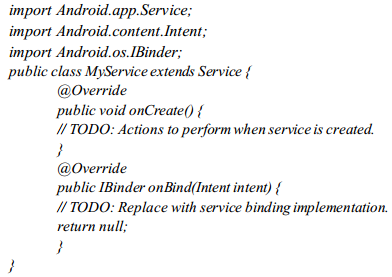 import Android.app.Service;
import Android.content.Intent;
import Android.os.IBinder;
public class MyService extends Service {
@Override
public void onCreate() {
// TODO: Actions to perform when service is created.
}
@Override
public IBinder onBind(Intent intent) {
// TODO: Replace with service binding implementation.
return null;
}
}